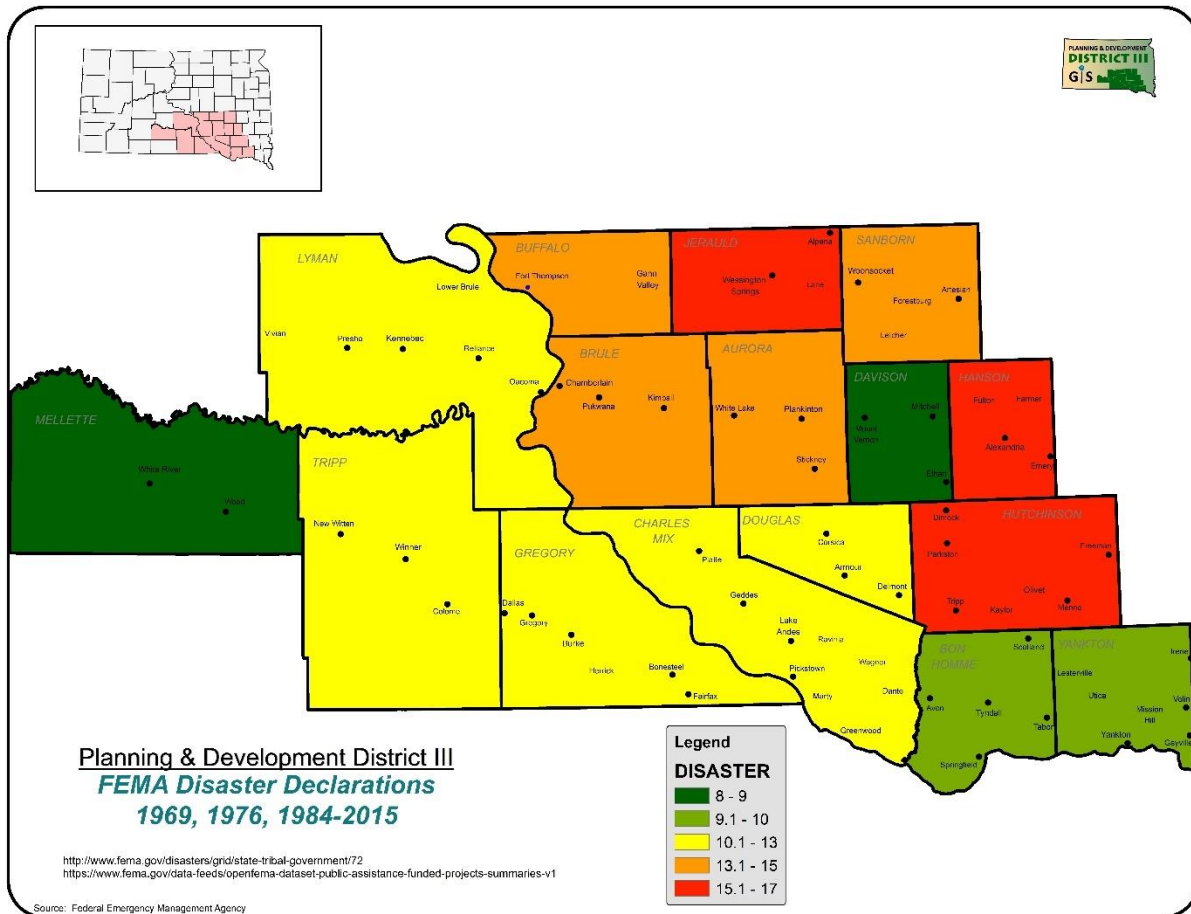 PLANNING & DEVELOPMENT
DISTRICT III
GIS
LYMAN
BUFFALO
JERAULD
Alpena
SANBORN
Lower Brule
Fort Thompson
Gann
Valley
Wessington
Springs
Lane
Woonsocket
Forestburg
Artesian
Letcher
Vivian
Presho
Kennebec
Reliance
Oacoma
BRULE
Chamberlain
Pukwana
Kimball
AURORA
White Lake
Plankinton
Stickney
DAVISON
Mount
Vernon
Mitchell
Ethan
HANSON
Fulton
Farmer
Alexandria
Emery
MELLETTE
White River
Wood
TRIPP
New Witten
Winner
Colome
GREGORY
Dallas
Gregory
Burke
Herrick
Bonesteel
Fairfax
CHARLES
MIX
Platte
Geddes
Lake
Andes
Ravinia
Pickstown
Wagner
Marty
Dante
Greenwood
DOUGLAS
Corsica
Armour
Delmont
HUTCHINSON
Dimock
Parkston
Freeman
Tripp
Kaylor
Olivet
Menno
BON
HOMME
Scotland
Avon
Tyndall
Tabor
Springfield
YANKTON
Irene
Lesterville
Utica
Mission
Hill
Volin
Yankton
Gayville
Planning & Development District III
FEMA Disaster Declarations
1969, 1976, 1984-2015
http://www.fema.gov/disasters/grid/state-tribal-government/72
https://www.fema.gov/data-feeds/openfema-dataset-public-assistance-funded-projects-summaries-v1
Source: Federal Emergency Management Agency
Legend
DISASTER
8 - 9
9.1 - 10
10.1 - 13
13.1 - 15
15.1 - 17